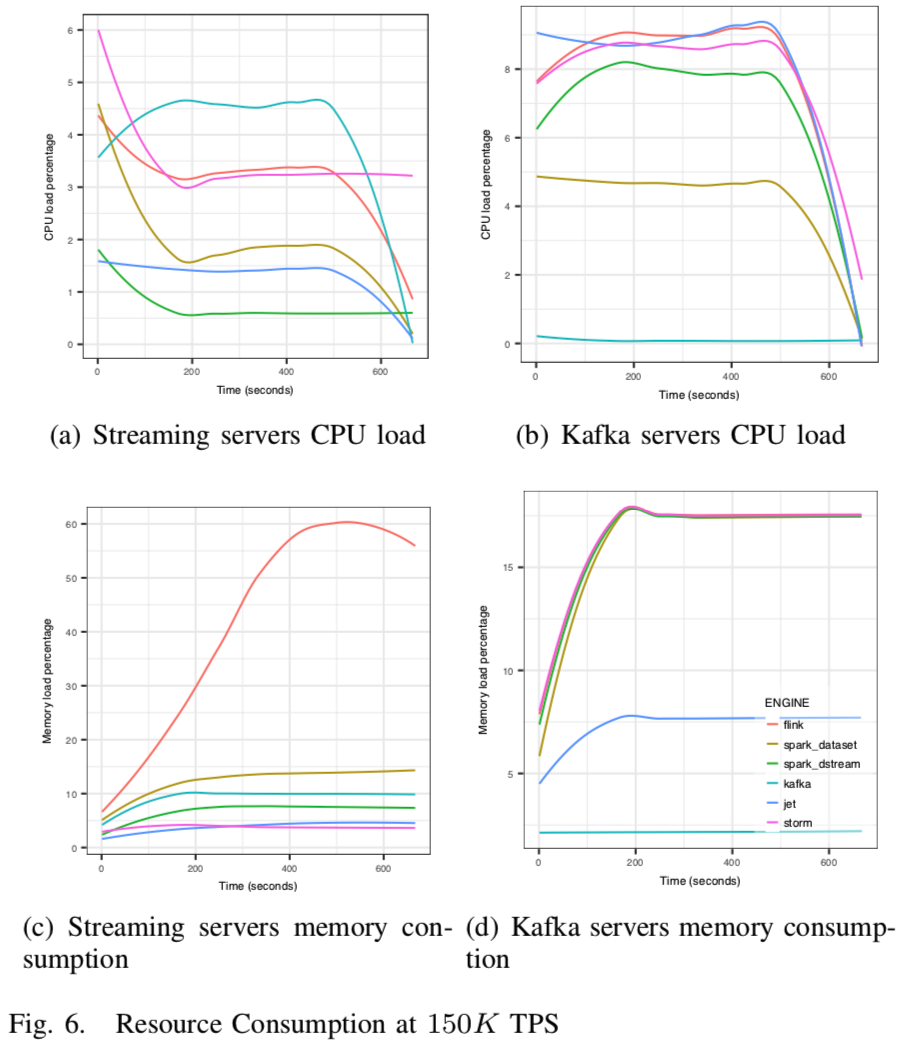 6
5
4
3
2
1
0
CPU load percentage
0 200 400 600
Time (seconds)
(a) Streaming servers CPU load
8
6
4
2
0
CPU load percentage
0 200 400 600
Time (seconds)
(b) Kafka servers CPU load
60
50
40
30
20
10
0
Memory load percentage
0 200 400 600
Time (seconds)
(c) Streaming servers memory con-
sumption
15
10
5
Memory load percentage
ENGINE
flink
spark_dataset
spark_dstream
kafka
jet
storm
0 200 400 600
Time (seconds)
(d) Kafka servers memory consump-
tion
Fig. 6. Resource Consumption at 150K TPS